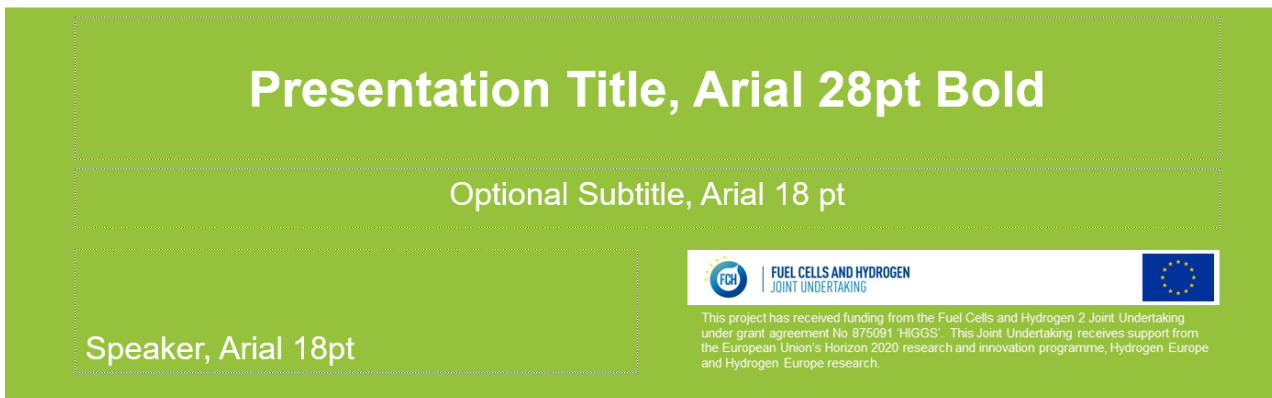 Presentation Title, Arial 28pt Bold
Optional Subtitle, Arial 18 pt
Speaker, Arial 18pt
FCH
FUEL CELLS AND HYDROGEN
JOINT UNDERTAKING
This project has received funding from the Fuel Cells and Hydrogen 2 Joint Undertaking
under grant agreement No 875091 ‘HIGGS’. This Joint Undertaking receives support from
the European Union’s Horizon 2020 research and innovation programme, Hydrogen Europe
and Hydrogen Europe research.